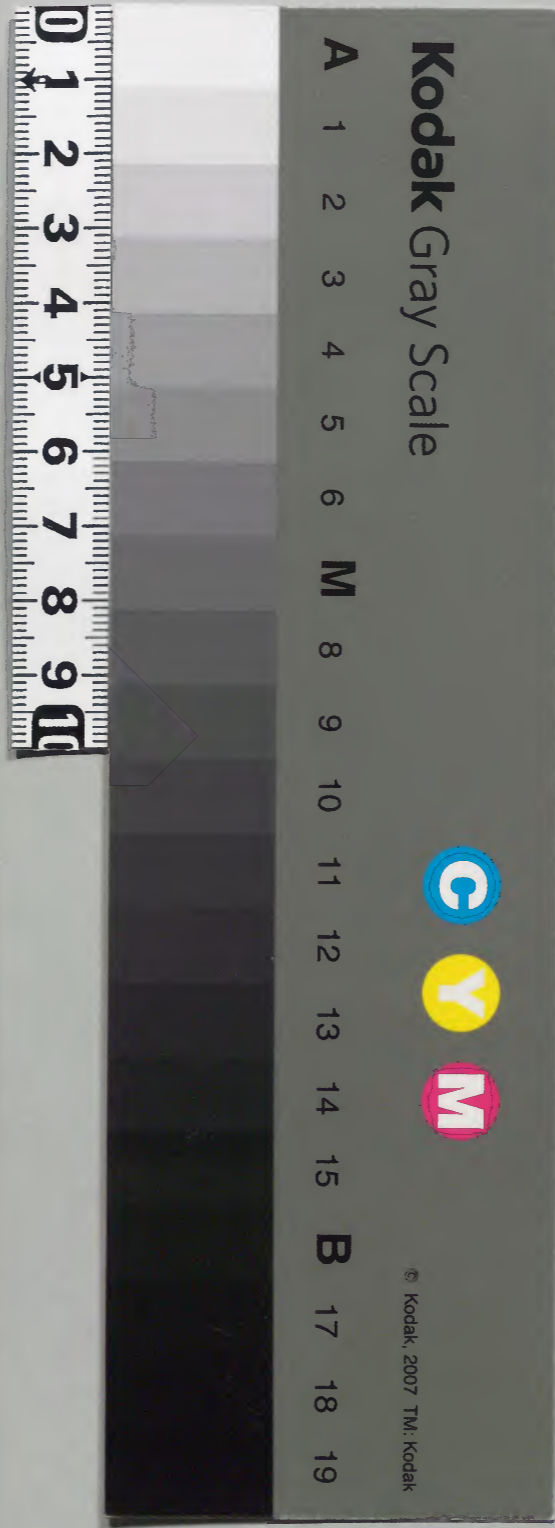 Kodak Gray Scale
C Y M
© Kodak, 2007 TM: Kodak
A 1 2 3 4 5 6 M 8 9 10 11 12 13 14 15 B 17 18 19
0 1 2 3 4 5 6 7 8 9 10